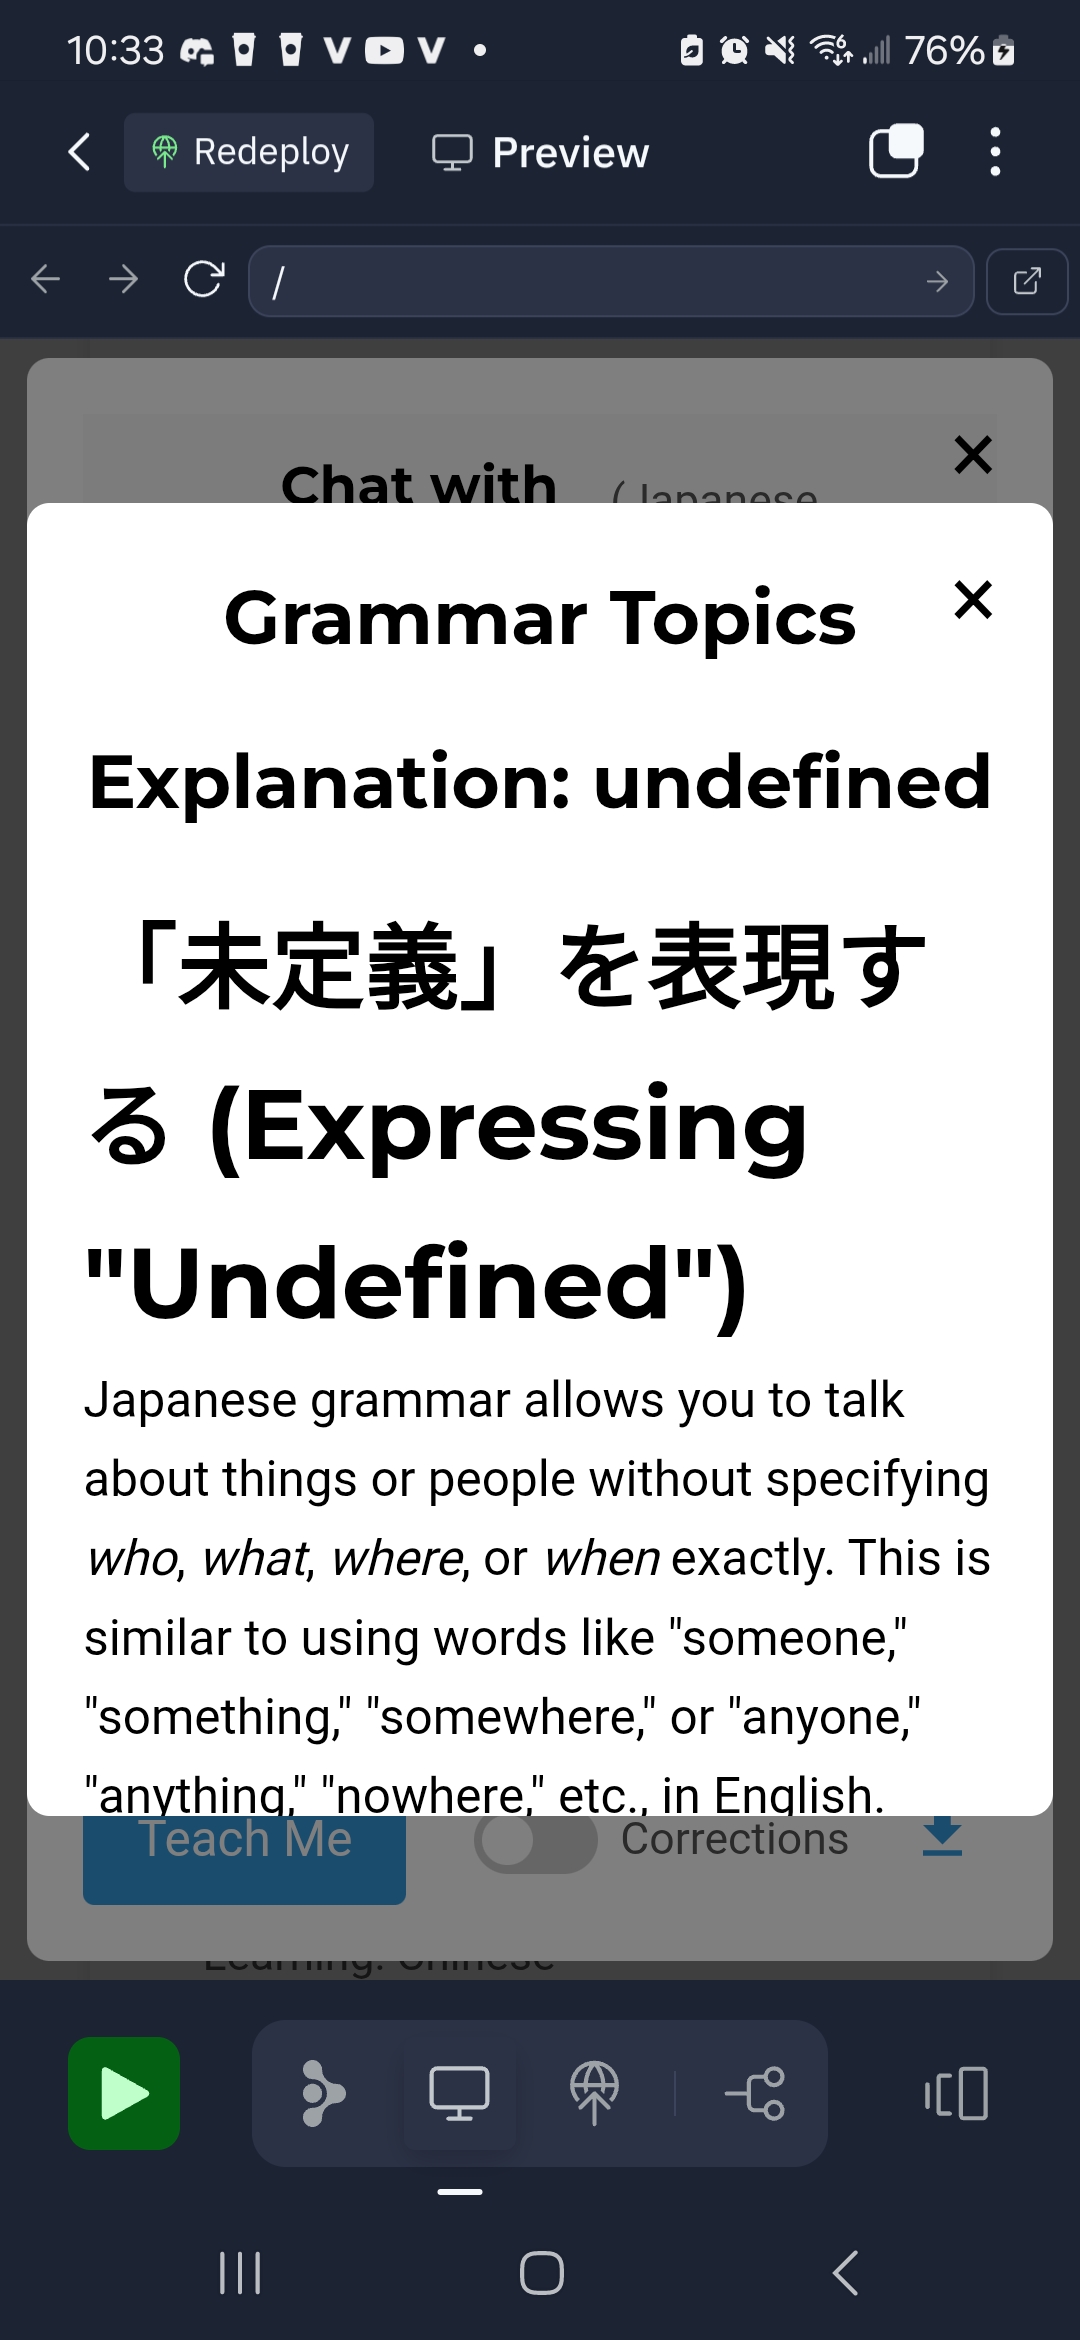 10:33 V V 76%
Redeploy Preview
/
Chat with (Japanese
Grammar Topics
Explanation: undefined
「未定義」を表現す
る (Expressing
"Undefined")
Japanese grammar allows you to talk
about things or people without specifying
who, what, where, or when exactly. This is
similar to using words like "someone,"
"something," "somewhere," or "anyone,"
"anything," "nowhere," etc., in English.
Teach Me Corrections
Learning: Chinese